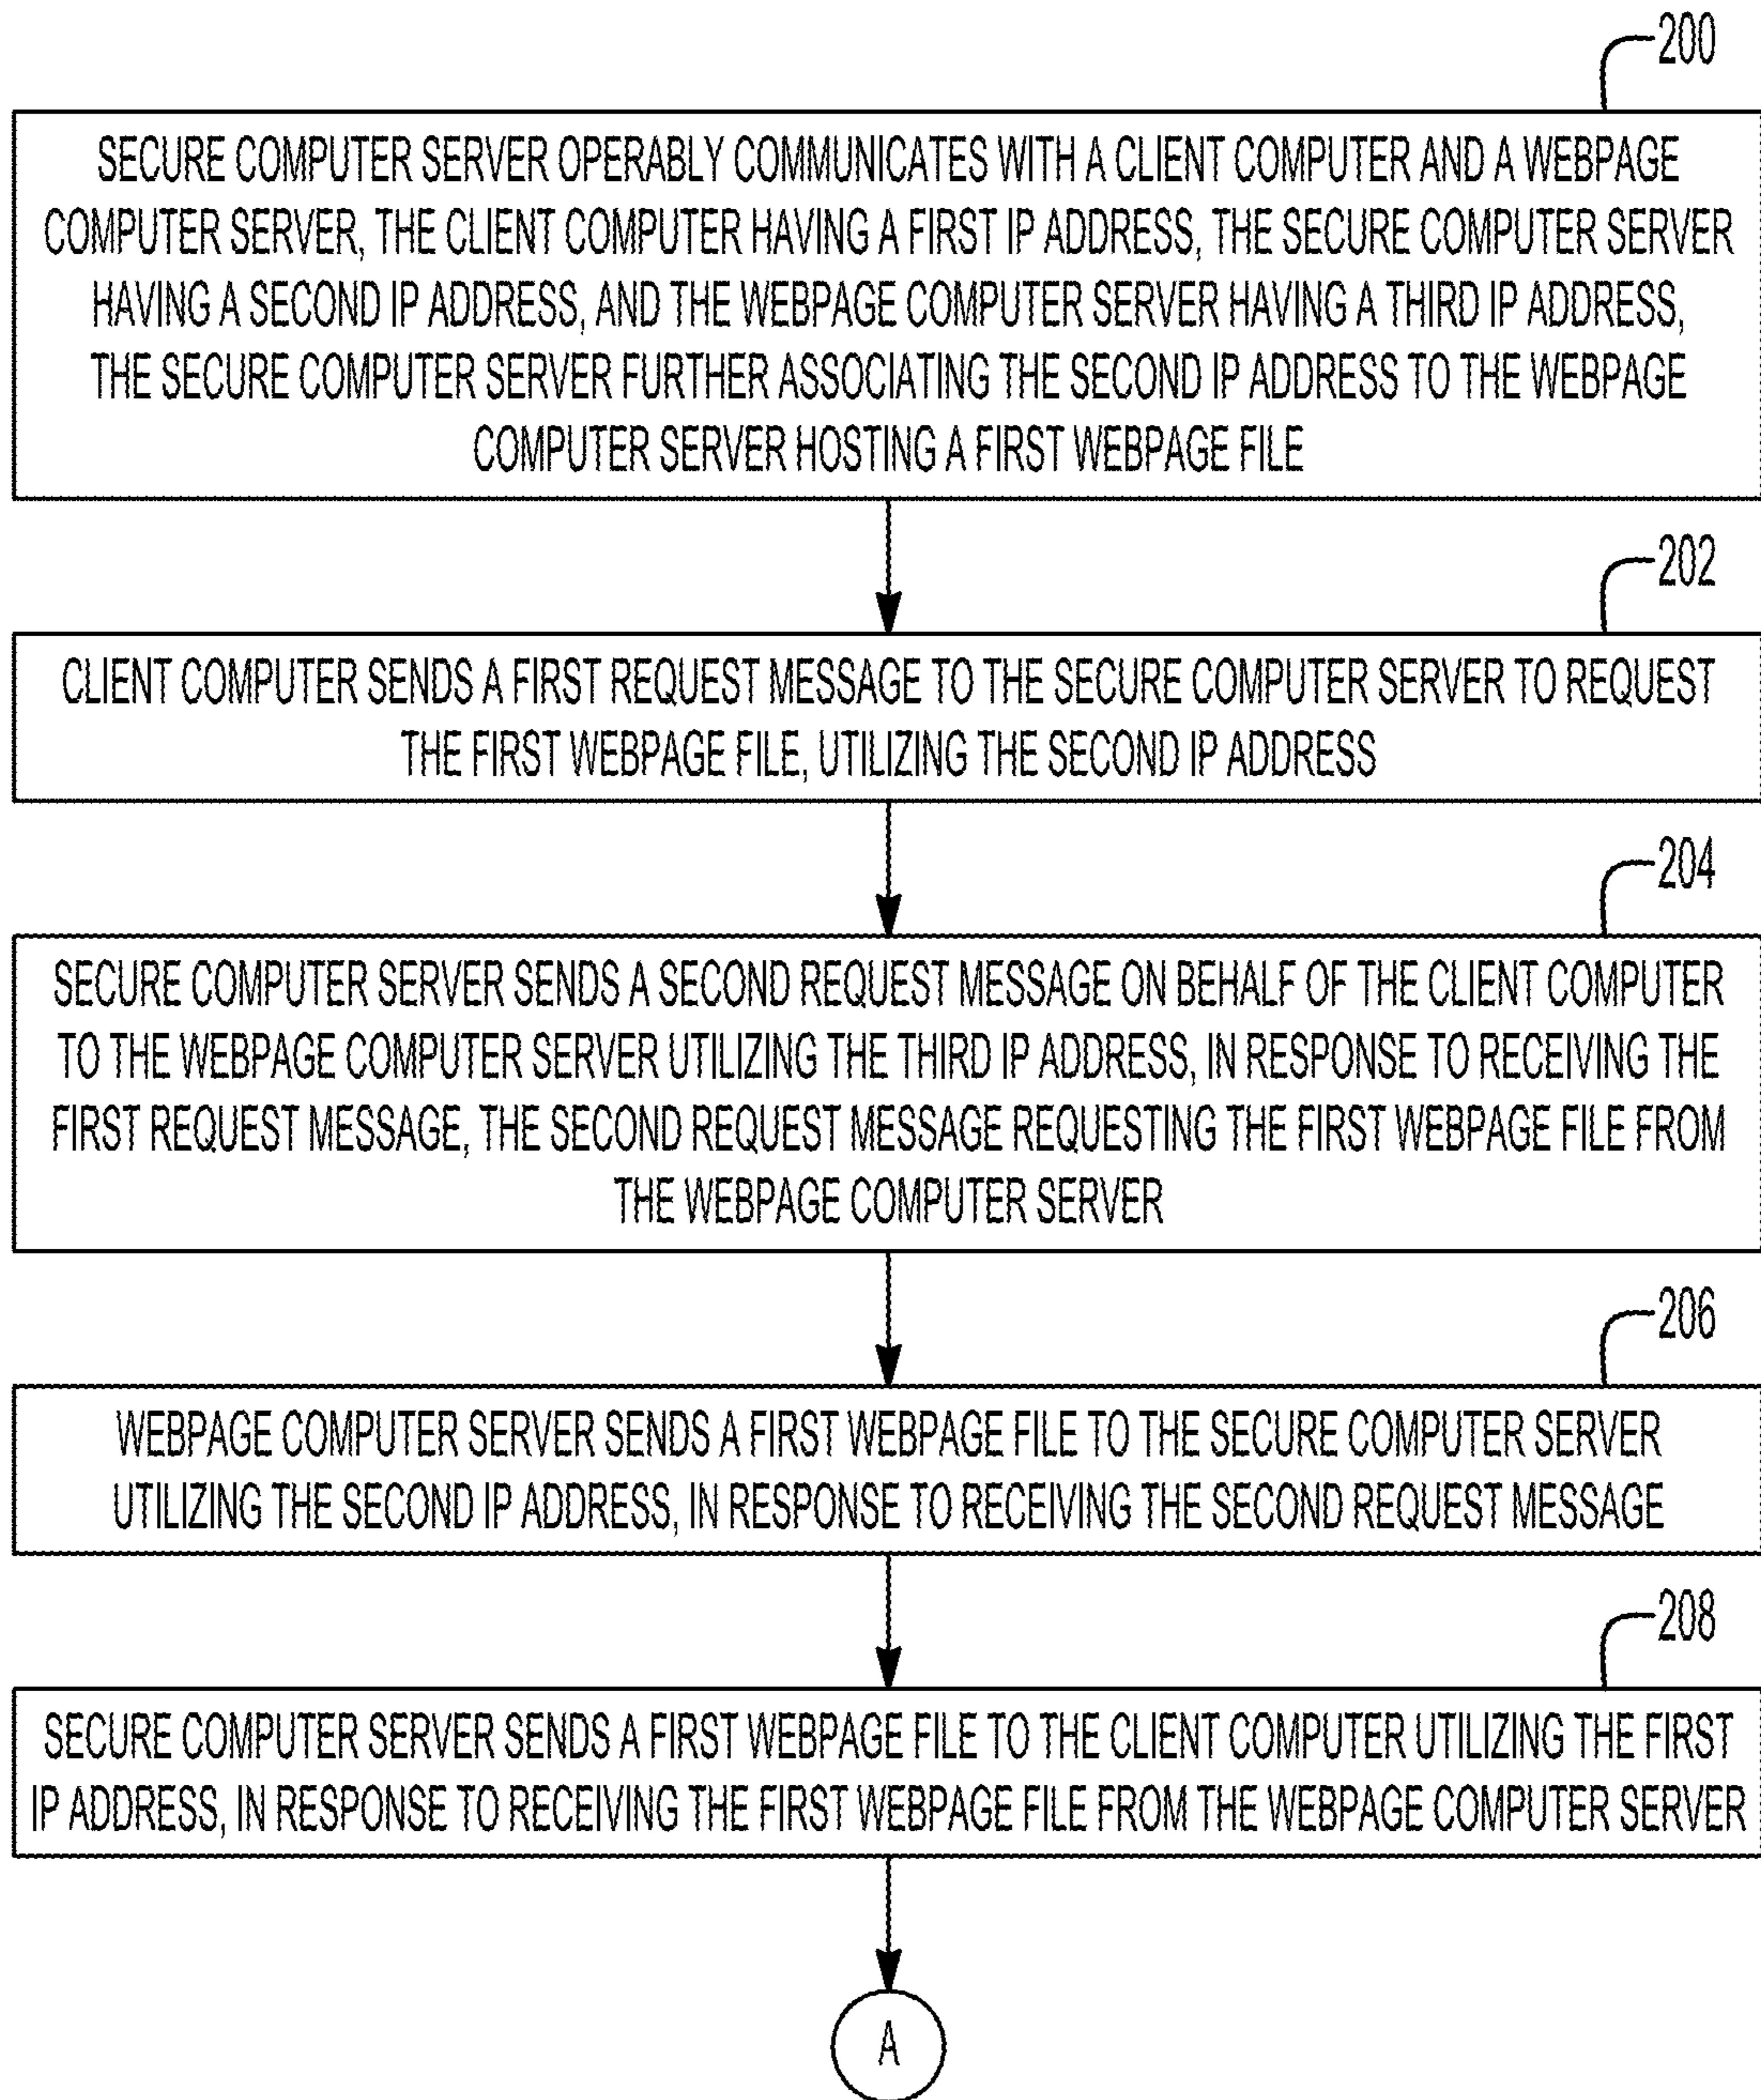 200
SECURE COMPUTER SERVER OPERABLY COMMUNICATES WITH A CLIENT COMPUTER AND A WEBPAGE
COMPUTER SERVER, THE CLIENT COMPUTER HAVING A FIRST IP ADDRESS, THE SECURE COMPUTER SERVER
HAVING A SECOND IP ADDRESS, AND THE WEBPAGE COMPUTER SERVER HAVING A THIRD IP ADDRESS,
THE SECURE COMPUTER SERVER FURTHER ASSOCIATING THE SECOND IP ADDRESS TO THE WEBPAGE
COMPUTER SERVER HOSTING A FIRST WEBPAGE FILE
202
CLIENT COMPUTER SENDS A FIRST REQUEST MESSAGE TO THE SECURE COMPUTER SERVER TO REQUEST
THE FIRST WEBPAGE FILE, UTILIZING THE SECOND IP ADDRESS
204
SECURE COMPUTER SERVER SENDS A SECOND REQUEST MESSAGE ON BEHALF OF THE CLIENT COMPUTER
TO THE WEBPAGE COMPUTER SERVER UTILIZING THE THIRD IP ADDRESS, IN RESPONSE TO RECEIVING THE
FIRST REQUEST MESSAGE, THE SECOND REQUEST MESSAGE REQUESTING THE FIRST WEBPAGE FILE FROM
THE WEBPAGE COMPUTER SERVER
206
WEBPAGE COMPUTER SERVER SENDS A FIRST WEBPAGE FILE TO THE SECURE COMPUTER SERVER
UTILIZING THE SECOND IP ADDRESS, IN RESPONSE TO RECEIVING THE SECOND REQUEST MESSAGE
208
SECURE COMPUTER SERVER SENDS A FIRST WEBPAGE FILE TO THE CLIENT COMPUTER UTILIZING THE FIRST
IP ADDRESS, IN RESPONSE TO RECEIVING THE FIRST WEBPAGE FILE FROM THE WEBPAGE COMPUTER SERVER
A